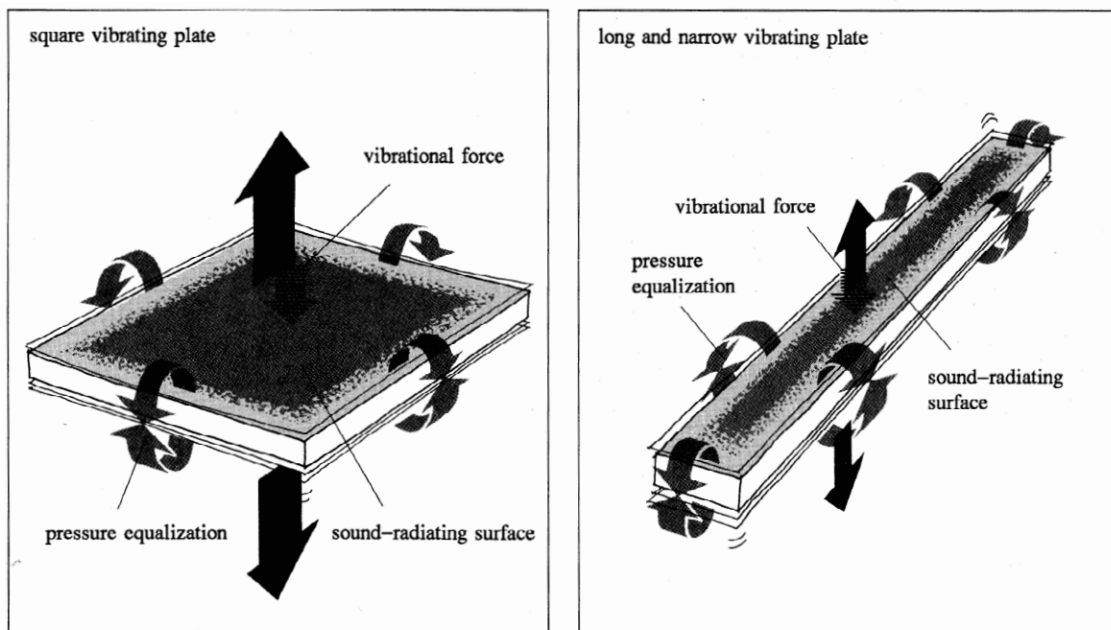 square vibrating plate
vibrational force
pressure equalization
sound–radiating surface
long and narrow vibrating plate
vibrational force
pressure
equalization
sound–radiating
surface